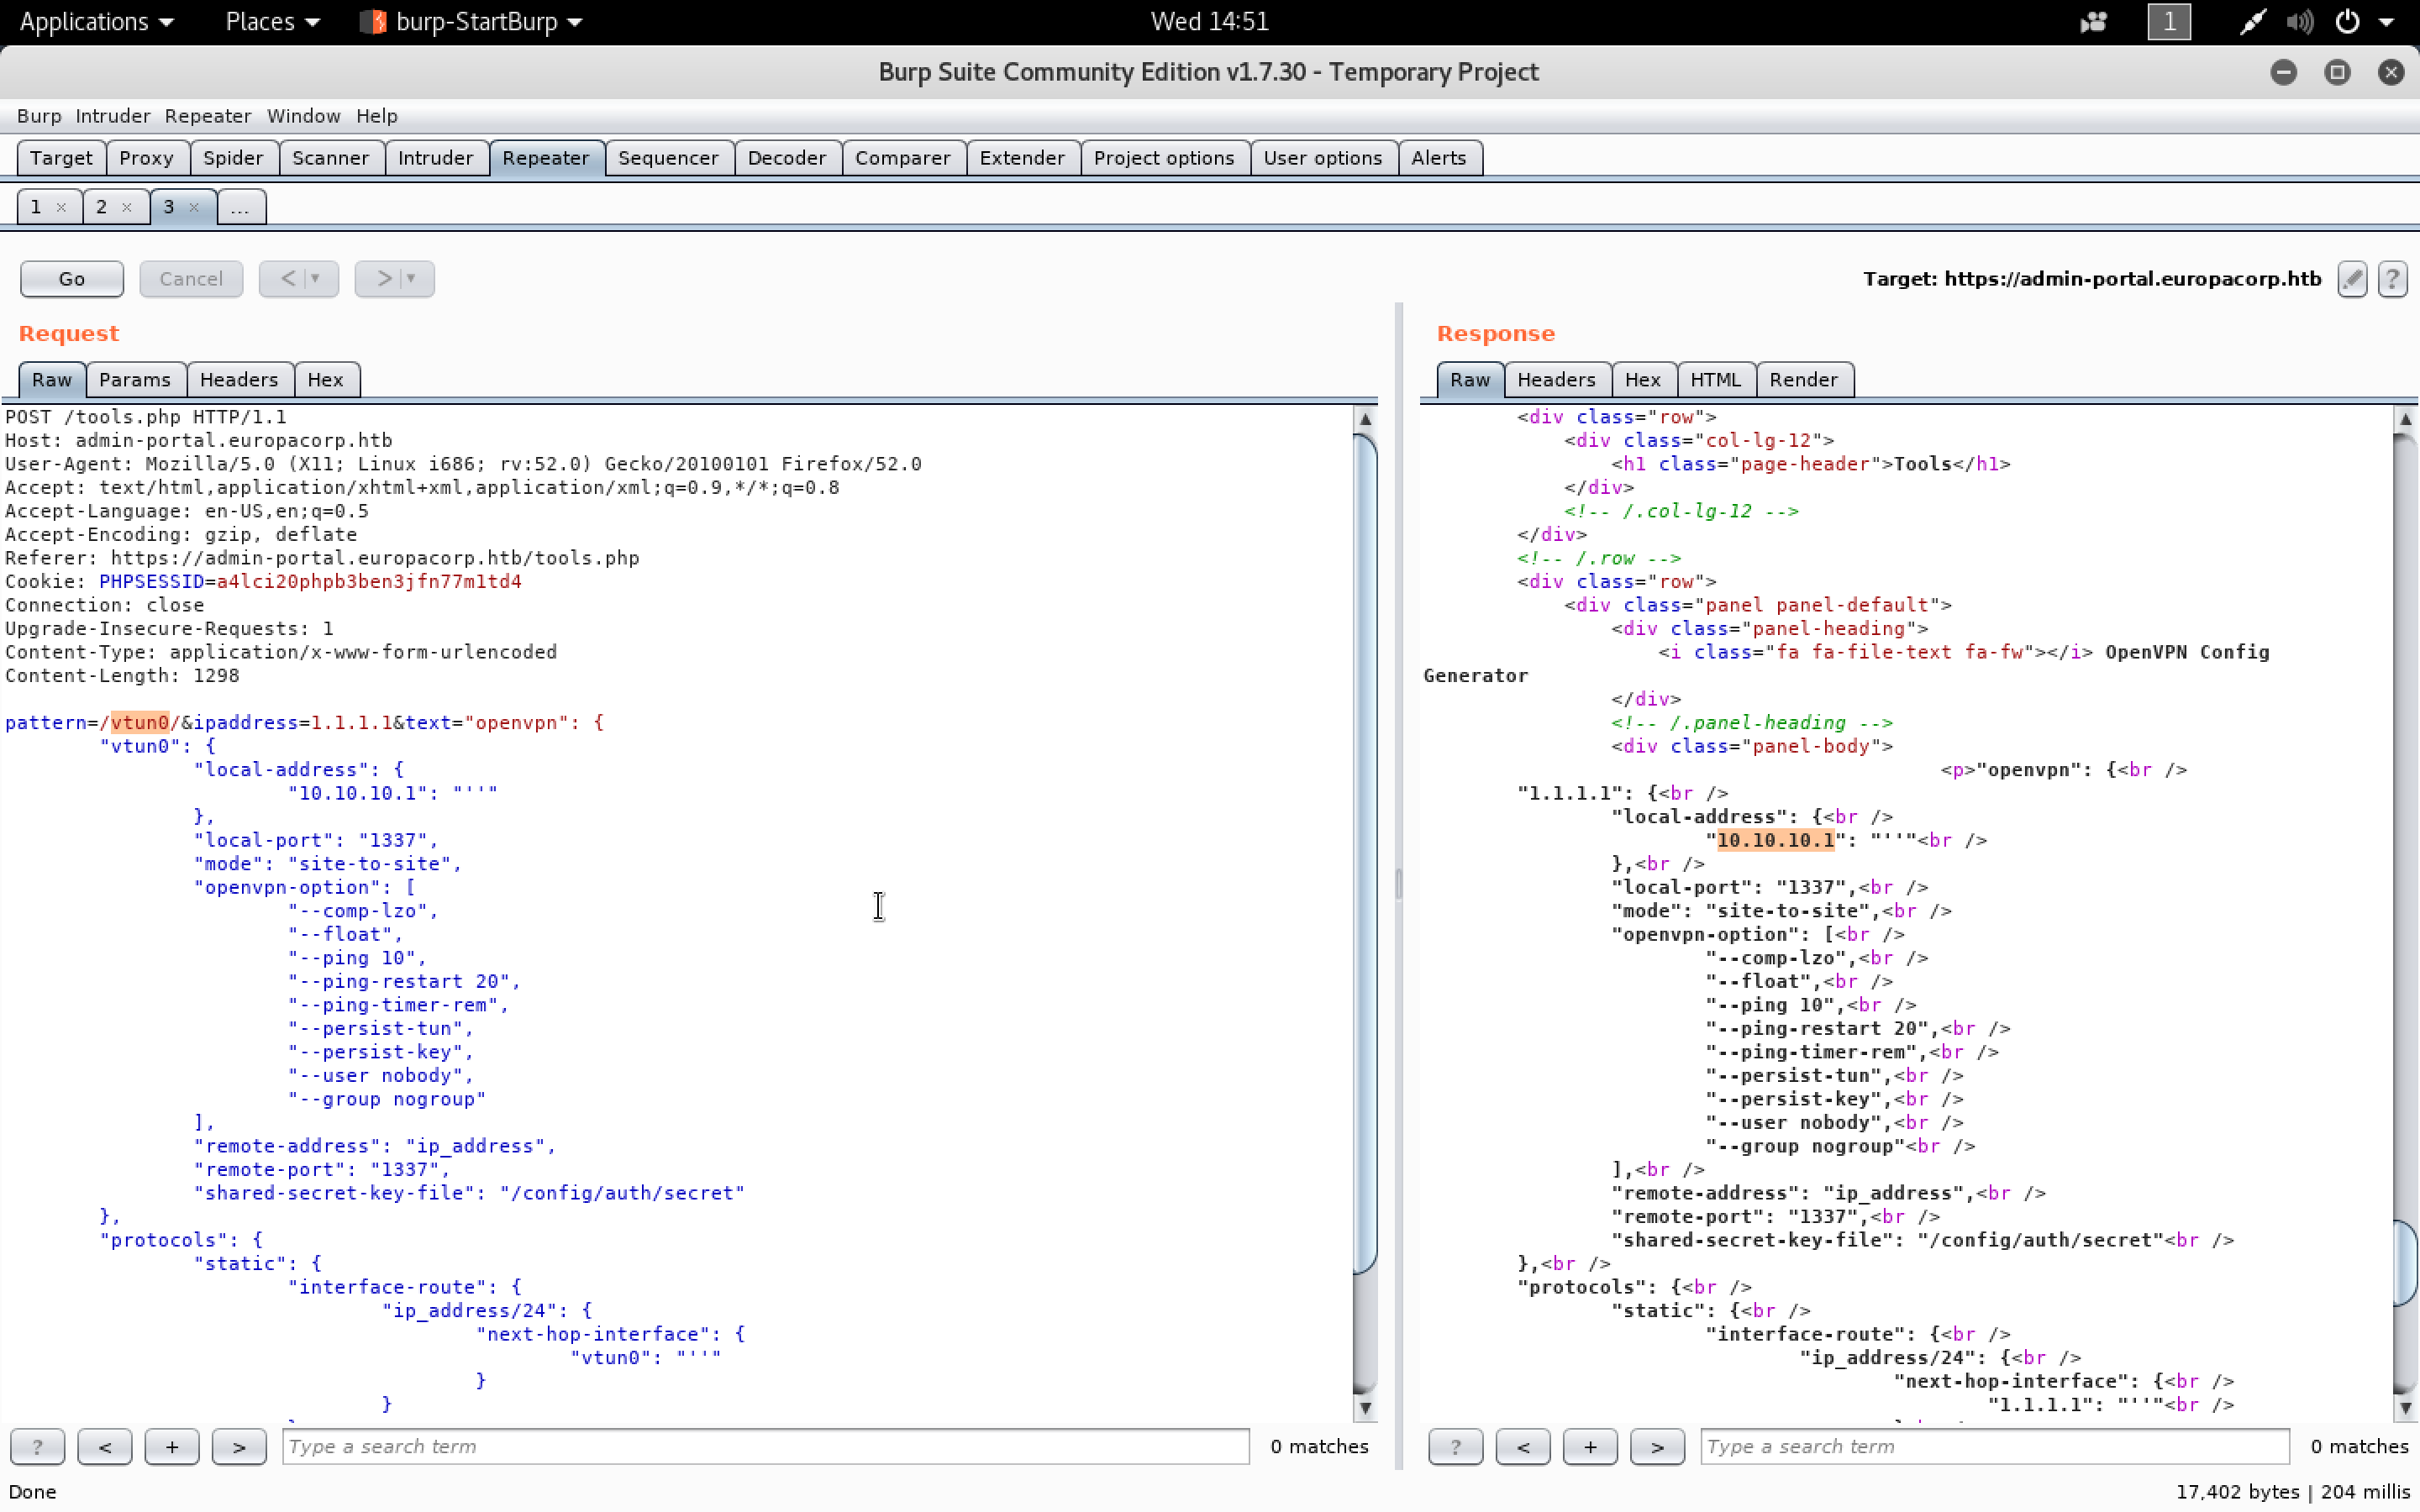 Applications Places burp-StartBurp Wed 14:51 1
Burp Suite Community Edition v1.7.30 - Temporary Project
Burp Intruder Repeater Window Help
Target Proxy Spider Scanner Intruder Repeater Sequencer Decoder Comparer Extender Project options User options Alerts
1 × 2 × 3 × ...
Go Cancel < > Target: https://admin-portal.europacorp.htb ?
Request
Raw Params Headers Hex
POST /tools.php HTTP/1.1
Host: admin-portal.europacorp.htb
User-Agent: Mozilla/5.0 (X11; Linux i686; rv:52.0) Gecko/20100101 Firefox/52.0
Accept: text/html,application/xhtml+xml,application/xml;q=0.9,*/*;q=0.8
Accept-Language: en-US,en;q=0.5
Accept-Encoding: gzip, deflate
Referer: https://admin-portal.europacorp.htb/tools.php
Cookie: PHPSESSID=a4lci20phpb3ben3jfn77m1td4
Connection: close
Upgrade-Insecure-Requests: 1
Content-Type: application/x-www-form-urlencoded
Content-Length: 1298
pattern=/vtun0/&ipaddress=1.1.1.1&text="openvpn": {
"vtun0": {
"local-address": {
"10.10.10.1": "''"
},
"local-port": "1337",
"mode": "site-to-site",
"openvpn-option": [
"--comp-lzo",
"--float",
"--ping 10",
"--ping-restart 20",
"--ping-timer-rem",
"--persist-tun",
"--persist-key",
"--user nobody",
"--group nogroup"
],
"remote-address": "ip_address",
"remote-port": "1337",
"shared-secret-key-file": "/config/auth/secret"
},
"protocols": {
"static": {
"interface-route": {
"ip_address/24": {
"next-hop-interface": {
"vtun0": "''"
}
}
? < + > Type a search term 0 matches
Response
Raw Headers Hex HTML Render
<div class="row">
<div class="col-lg-12">
<h1 class="page-header">Tools</h1>
</div>
<!-- /.col-lg-12 -->
</div>
<!-- /.row -->
<div class="row">
<div class="panel panel-default">
<div class="panel-heading">
<i class="fa fa-file-text fa-fw"></i> OpenVPN Config
Generator
</div>
<!-- /.panel-heading -->
<div class="panel-body">
<p>"openvpn": {<br />
"1.1.1.1": {<br />
"local-address": {<br />
"10.10.10.1": "''"<br />
},<br />
"local-port": "1337",<br />
"mode": "site-to-site",<br />
"openvpn-option": [<br />
"--comp-lzo",<br />
"--float",<br />
"--ping 10",<br />
"--ping-restart 20",<br />
"--ping-timer-rem",<br />
"--persist-tun",<br />
"--persist-key",<br />
"--user nobody",<br />
"--group nogroup"<br />
],<br />
"remote-address": "ip_address",<br />
"remote-port": "1337",<br />
"shared-secret-key-file": "/config/auth/secret"<br />
},<br />
"protocols": {<br />
"static": {<br />
"interface-route": {<br />
"ip_address/24": {<br />
"next-hop-interface": {<br />
"1.1.1.1": "''"<br />
? < + > Type a search term 0 matches
Done 17,402 bytes | 204 millis